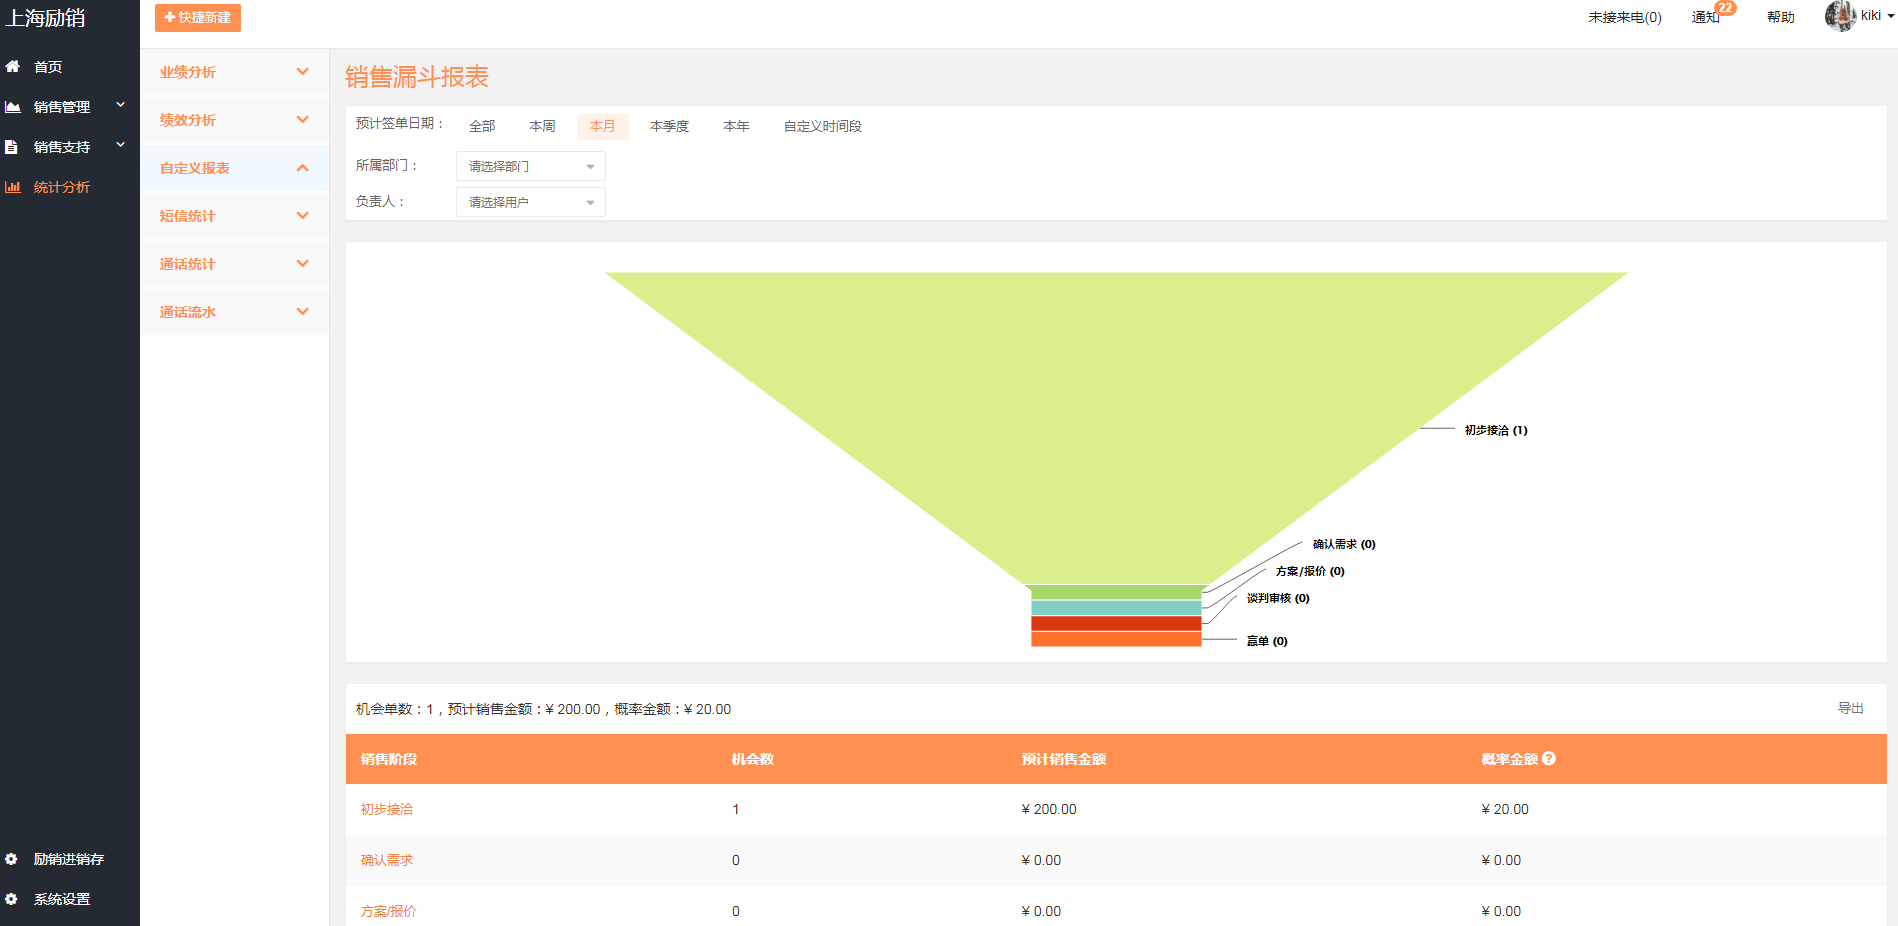 上海励销
快捷新建
未接来电(0)
通知
22
帮助
kiki
首页
销售管理
销售支持
统计分析
励销进销存
系统设置
业绩分析
绩效分析
自定义报表
短信统计
通话统计
通话流水
销售漏斗报表
预计签单日期：
全部
本周
本月
本季度
本年
自定义时间段
所属部门：
请选择部门
负责人：
请选择用户
初步接洽 (1)
确认需求 (0)
方案/报价 (0)
谈判审核 (0)
赢单 (0)
机会单数：1，预计销售金额：¥ 200.00，概率金额：¥ 20.00
导出
销售阶段 机会数 预计销售金额 概率金额 ?
初步接洽 1 ¥ 200.00 ¥ 20.00
确认需求 0 ¥ 0.00 ¥ 0.00
方案/报价 0 ¥ 0.00 ¥ 0.00